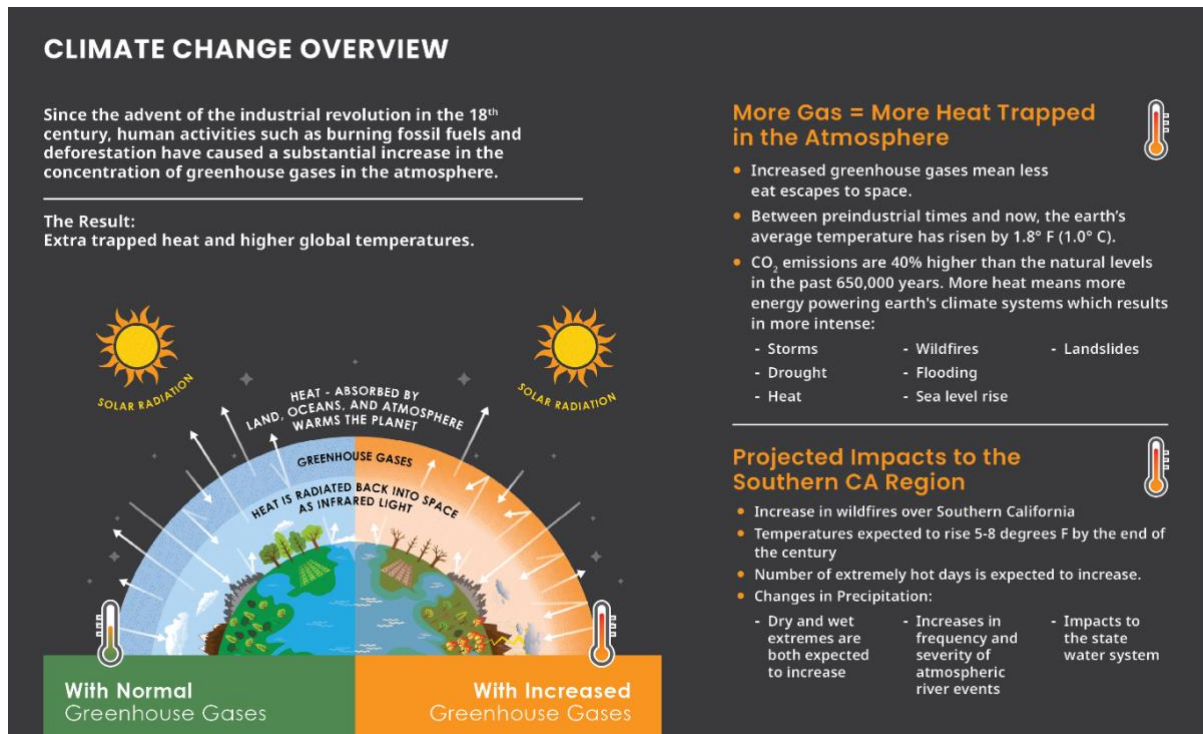 CLIMATE CHANGE OVERVIEW
Since the advent of the industrial revolution in the 18th
century, human activities such as burning fossil fuels and
deforestation have caused a substantial increase in the
concentration of greenhouse gases in the atmosphere.
The Result:
Extra trapped heat and higher global temperatures.
SOLAR RADIATION
SOLAR RADIATION
HEAT - ABSORBED BY
LAND, OCEANS, AND ATMOSPHERE
WARMS THE PLANET
GREENHOUSE GASES
HEAT IS RADIATED BACK INTO SPACE
AS INFRARED LIGHT
With Normal
Greenhouse Gases
With Increased
Greenhouse Gases
More Gas = More Heat Trapped
in the Atmosphere
• Increased greenhouse gases mean less
eat escapes to space.
• Between preindustrial times and now, the earth's
average temperature has risen by 1.8° F (1.0° C).
• CO₂ emissions are 40% higher than the natural levels
in the past 650,000 years. More heat means more
energy powering earth's climate systems which results
in more intense:
- Storms
- Drought
- Heat
- Wildfires
- Flooding
- Sea level rise
- Landslides
Projected Impacts to the
Southern CA Region
• Increase in wildfires over Southern California
• Temperatures expected to rise 5-8 degrees F by the end of
the century
• Number of extremely hot days is expected to increase.
• Changes in Precipitation:
- Dry and wet
extremes are
both expected
to increase
- Increases in
frequency and
severity of
atmospheric
river events
- Impacts to
the state
water system